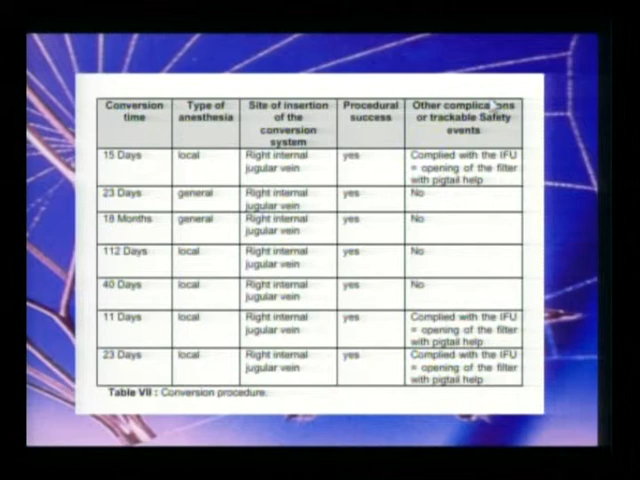 Conversion time Type of anesthesia Site of insertion of the conversion system Procedural success Other complications or trackable Safety events
15 Days local Right internal jugular vein yes Complied with the IFU = opening of the filter with pigtail help
23 Days general Right internal jugular vein yes No
18 Months general Right internal jugular vein yes No
112 Days local Right internal jugular vein yes No
40 Days local Right internal jugular vein yes No
11 Days local Right internal jugular vein yes Complied with the IFU = opening of the filter with pigtail help
23 Days local Right internal jugular vein yes Complied with the IFU = opening of the filter with pigtail help
Table VII : Conversion procedure.